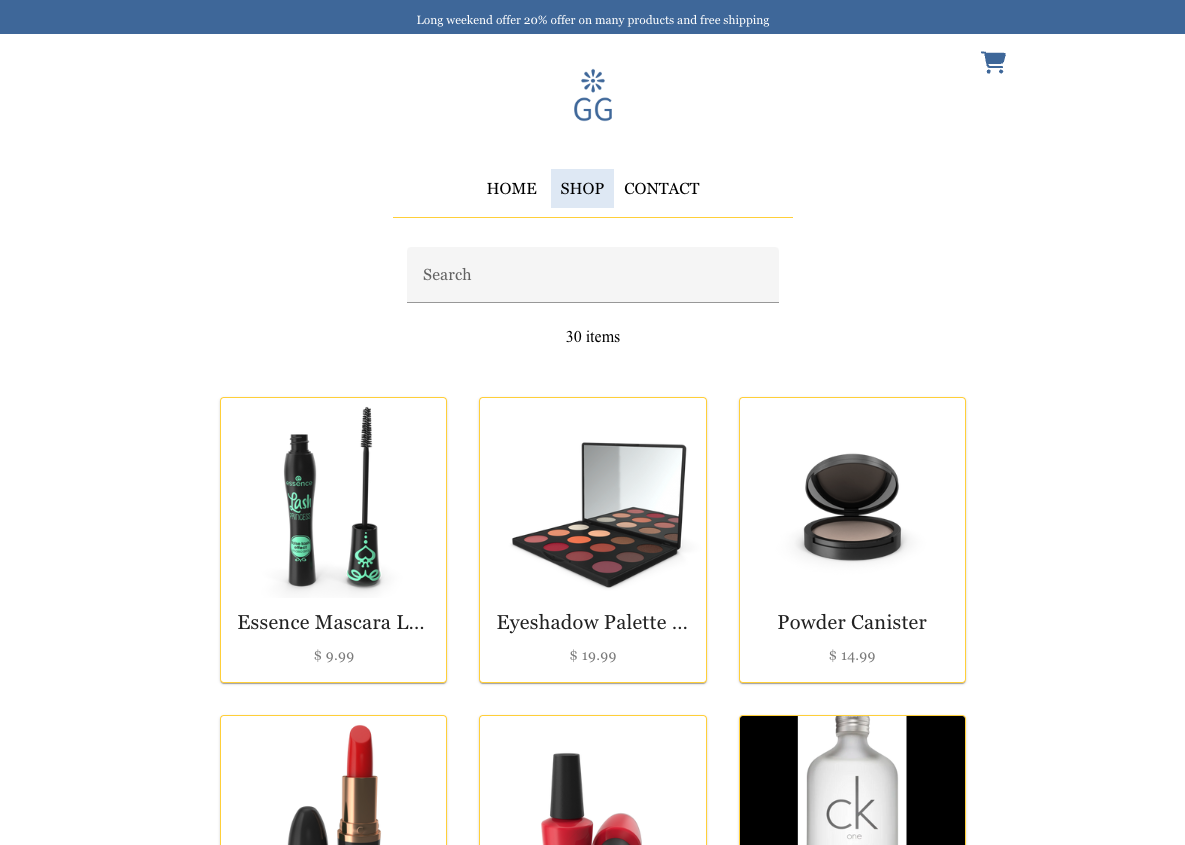 Long weekend offer 20% offer on many products and free shipping
GG
HOME SHOP CONTACT
Search
30 items
essence
Lash
PRINCESS
Essence Mascara L...
$ 9.99
Eyeshadow Palette ...
$ 19.99
Powder Canister
$ 14.99
ck
one